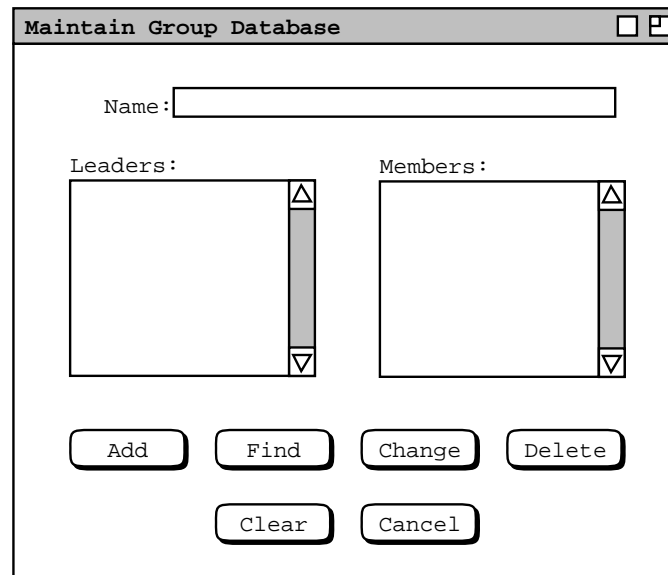 Maintain Group Database
Name:
Leaders: Members:
Add Find Change Delete
Clear Cancel